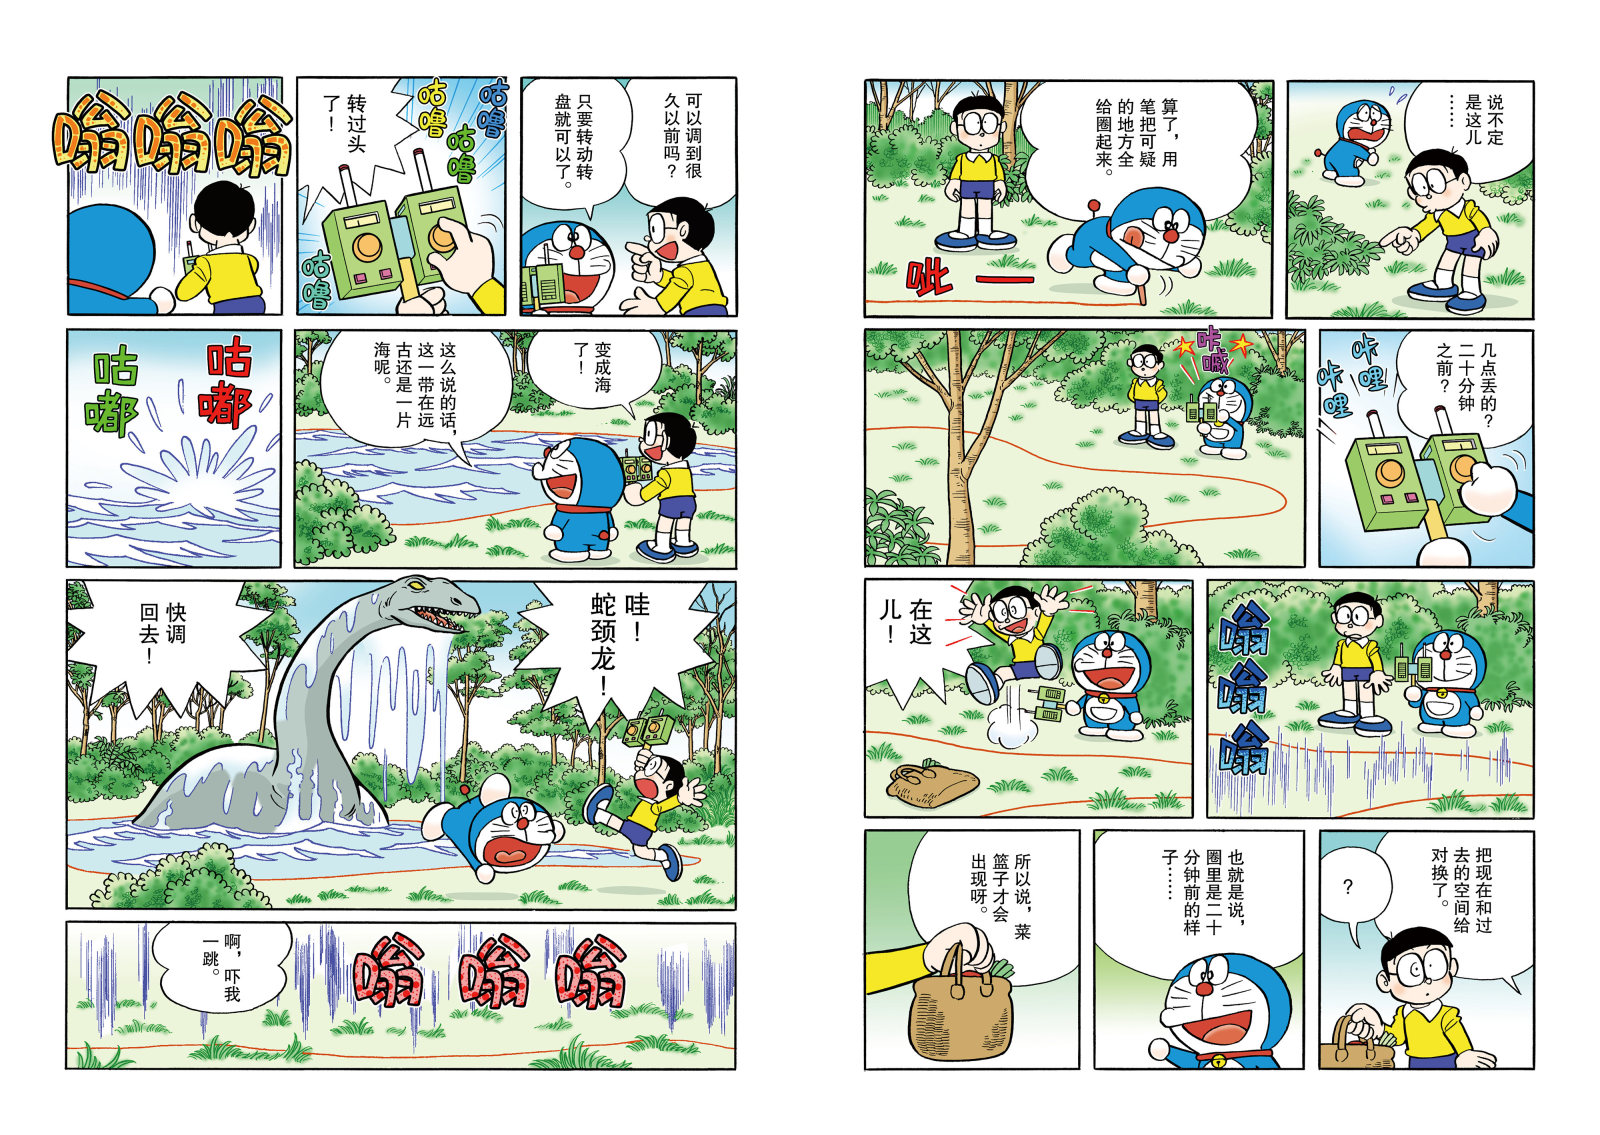 说不定
是这儿
……
算了，用
笔把可疑
的地方全
给圈起来。
呲一
几点丢的？
二十分钟
之前？
咔哩
咔哩
咔嘁
嗡嗡嗡
在这
儿！
把现在和过
去的空间给
对换了。
？
也就是说，
圈里是二十
分钟前的样
子……
所以说，菜
篮子才会
出现呀。
可以调到很
久以前吗？
只要转动转
盘就可以了。
咕噜
咕噜
咕噜
转过头
了！
咕噜
嗡嗡嗡
变成海
了！
这么说的话，
这一带在远
古还是一片
海呢。
咕嘟
咕嘟
哇！
蛇颈龙！
快调
回去！
嗡嗡嗡
啊，吓我
一跳。